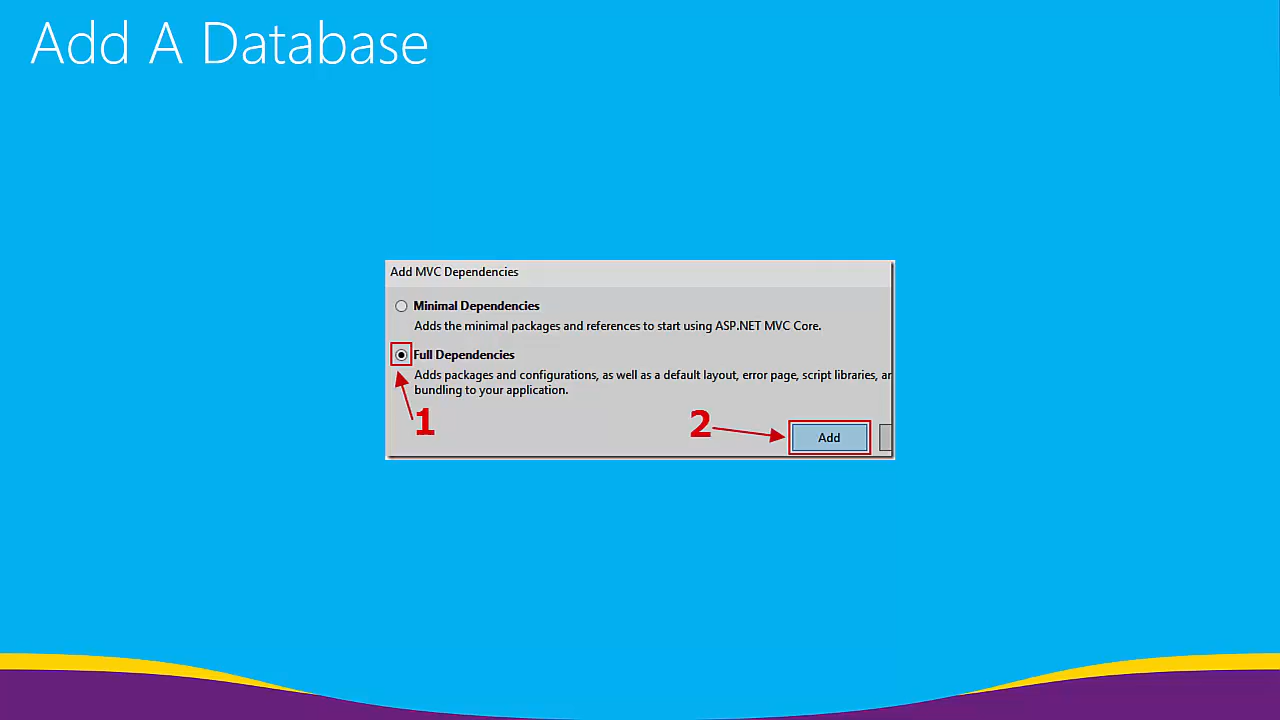 Add A Database
Add MVC Dependencies
Minimal Dependencies
Adds the minimal packages and references to start using ASP.NET MVC Core.
Full Dependencies
Adds packages and configurations, as well as a default layout, error page, script libraries, ar
bundling to your application.
1
2
Add